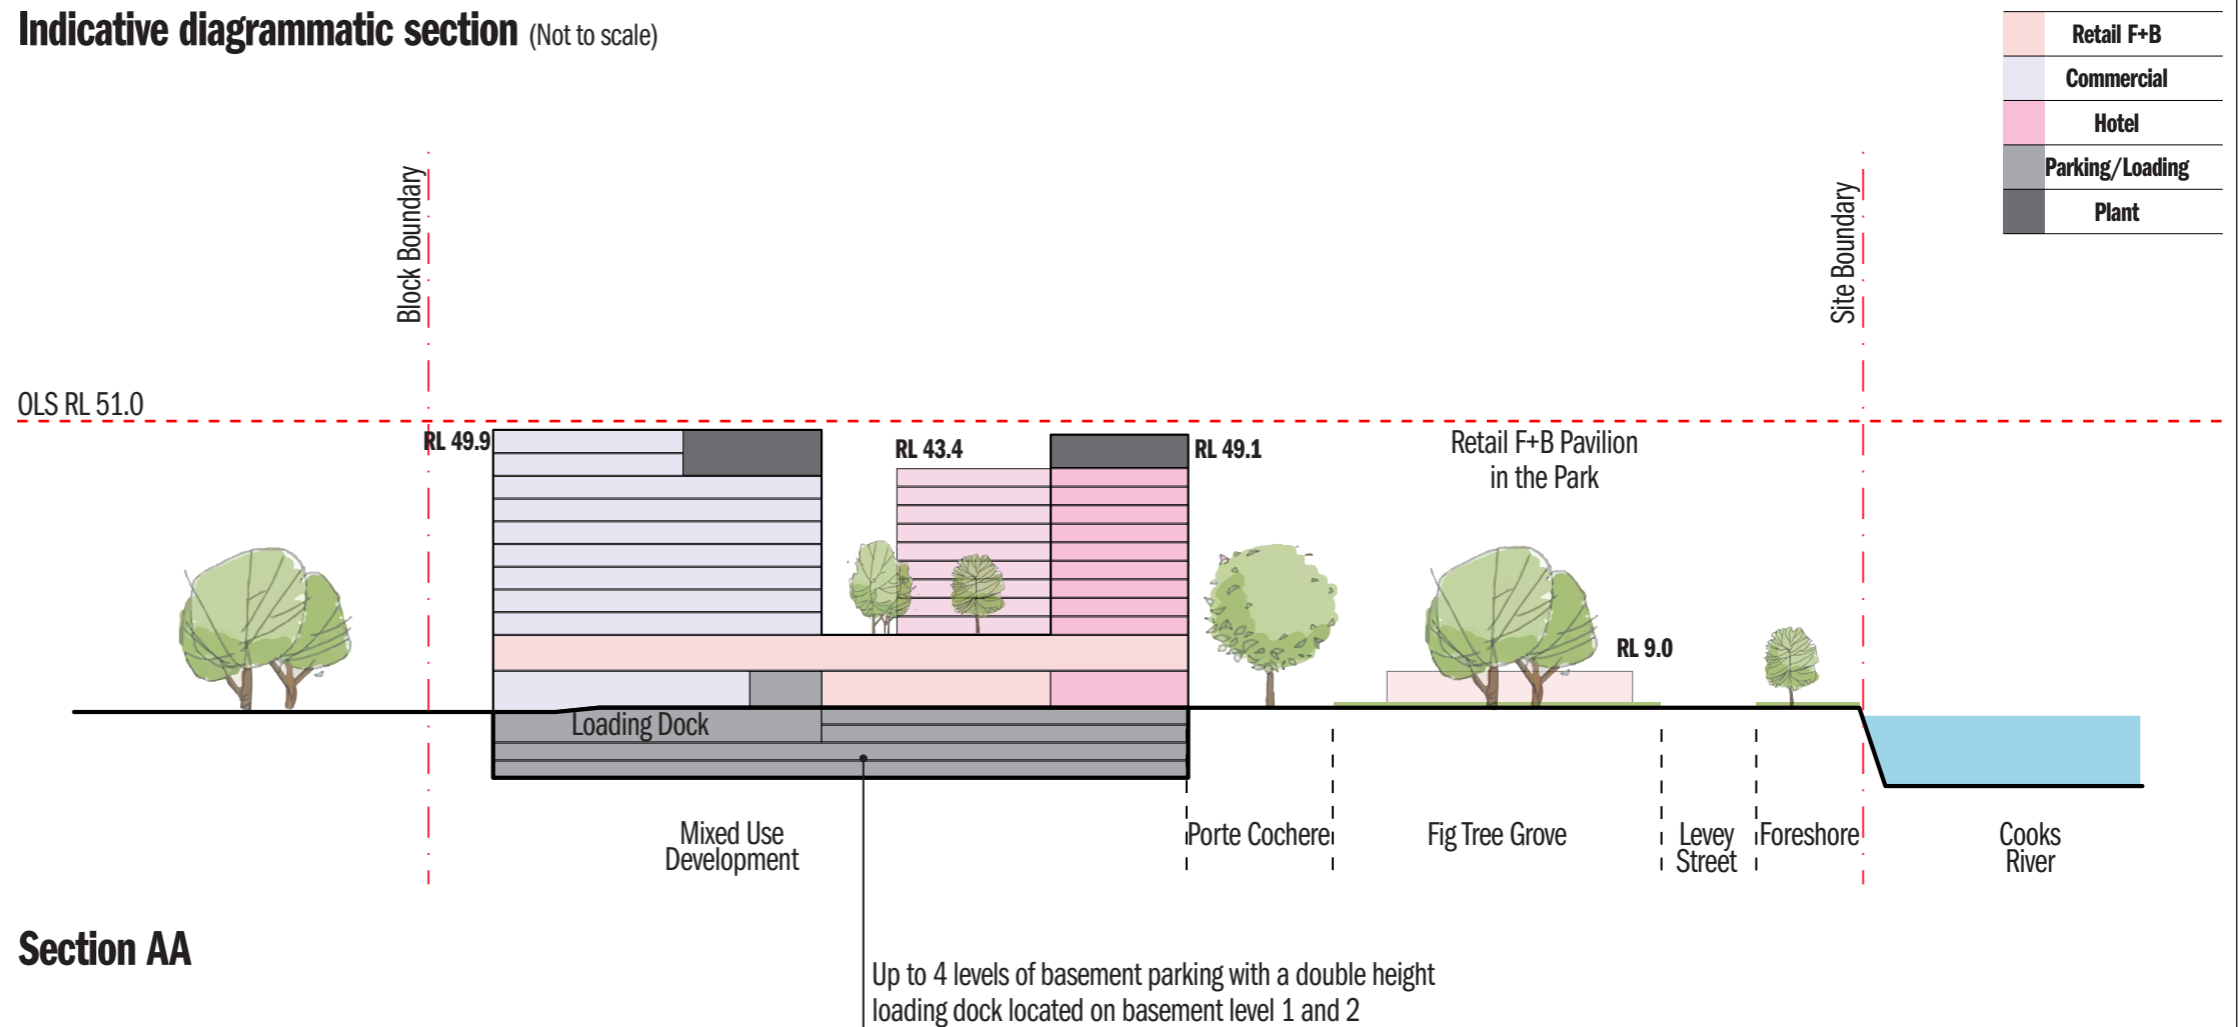 Indicative diagrammatic section (Not to scale)
Retail F+B
Commercial
Hotel
Parking/Loading
Plant
Block Boundary
Site Boundary
OLS RL 51.0
RL 49.9
RL 43.4
RL 49.1
Retail F+B Pavilion
in the Park
RL 9.0
Loading Dock
Mixed Use
Development
Porte Cochere
Fig Tree Grove
Levey
Street
Foreshore
Cooks
River
Section AA
Up to 4 levels of basement parking with a double height
loading dock located on basement level 1 and 2